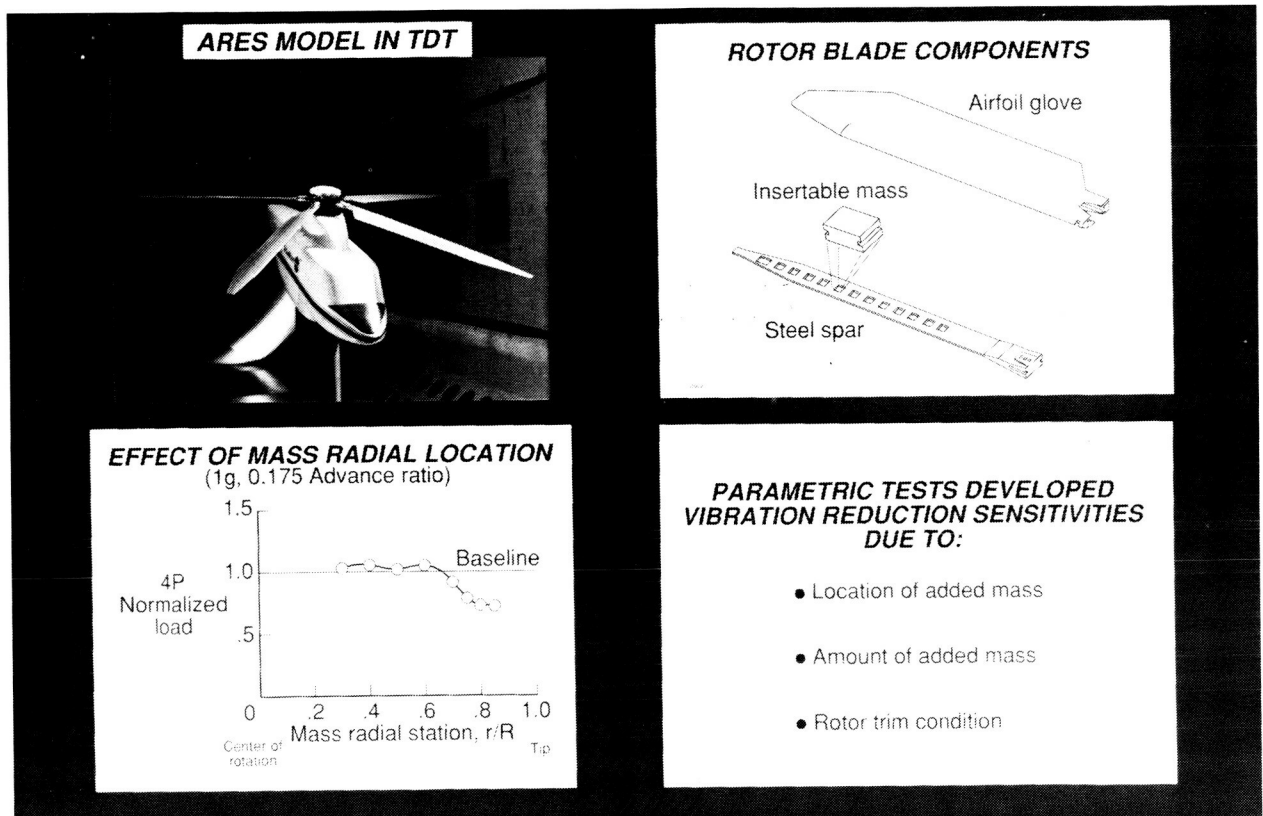 ARES MODEL IN TDT
ROTOR BLADE COMPONENTS
Airfoil glove
Insertable mass
Steel spar
EFFECT OF MASS RADIAL LOCATION
(1g, 0.175 Advance ratio)
1.5
1.0
.5
0
4P
Normalized
load
Baseline
.2 .4 .6 .8 1.0
Mass radial station, r/R
Center of
rotation
Tip
PARAMETRIC TESTS DEVELOPED
VIBRATION REDUCTION SENSITIVITIES
DUE TO:
● Location of added mass
● Amount of added mass
● Rotor trim condition